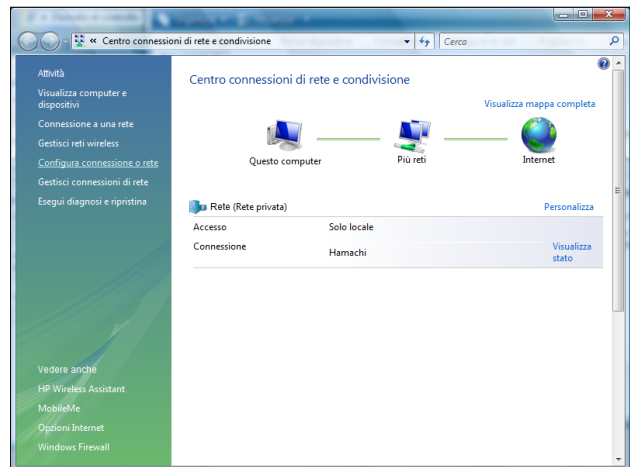 Centro connessioni di rete e condivisione
Cerca
Attività
Visualizza computer e
dispositivi
Connessione a una rete
Gestisci reti wireless
Configura connessione o rete
Gestisci connessioni di rete
Esegui diagnosi e ripristina
Vedere anche
HP Wireless Assistant
MobileMe
Opzioni Internet
Windows Firewall
Centro connessioni di rete e condivisione
Visualizza mappa completa
Questo computer
Più reti
Internet
Rete (Rete privata)
Personalizza
Accesso
Solo locale
Connessione
Hamachi
Visualizza
stato